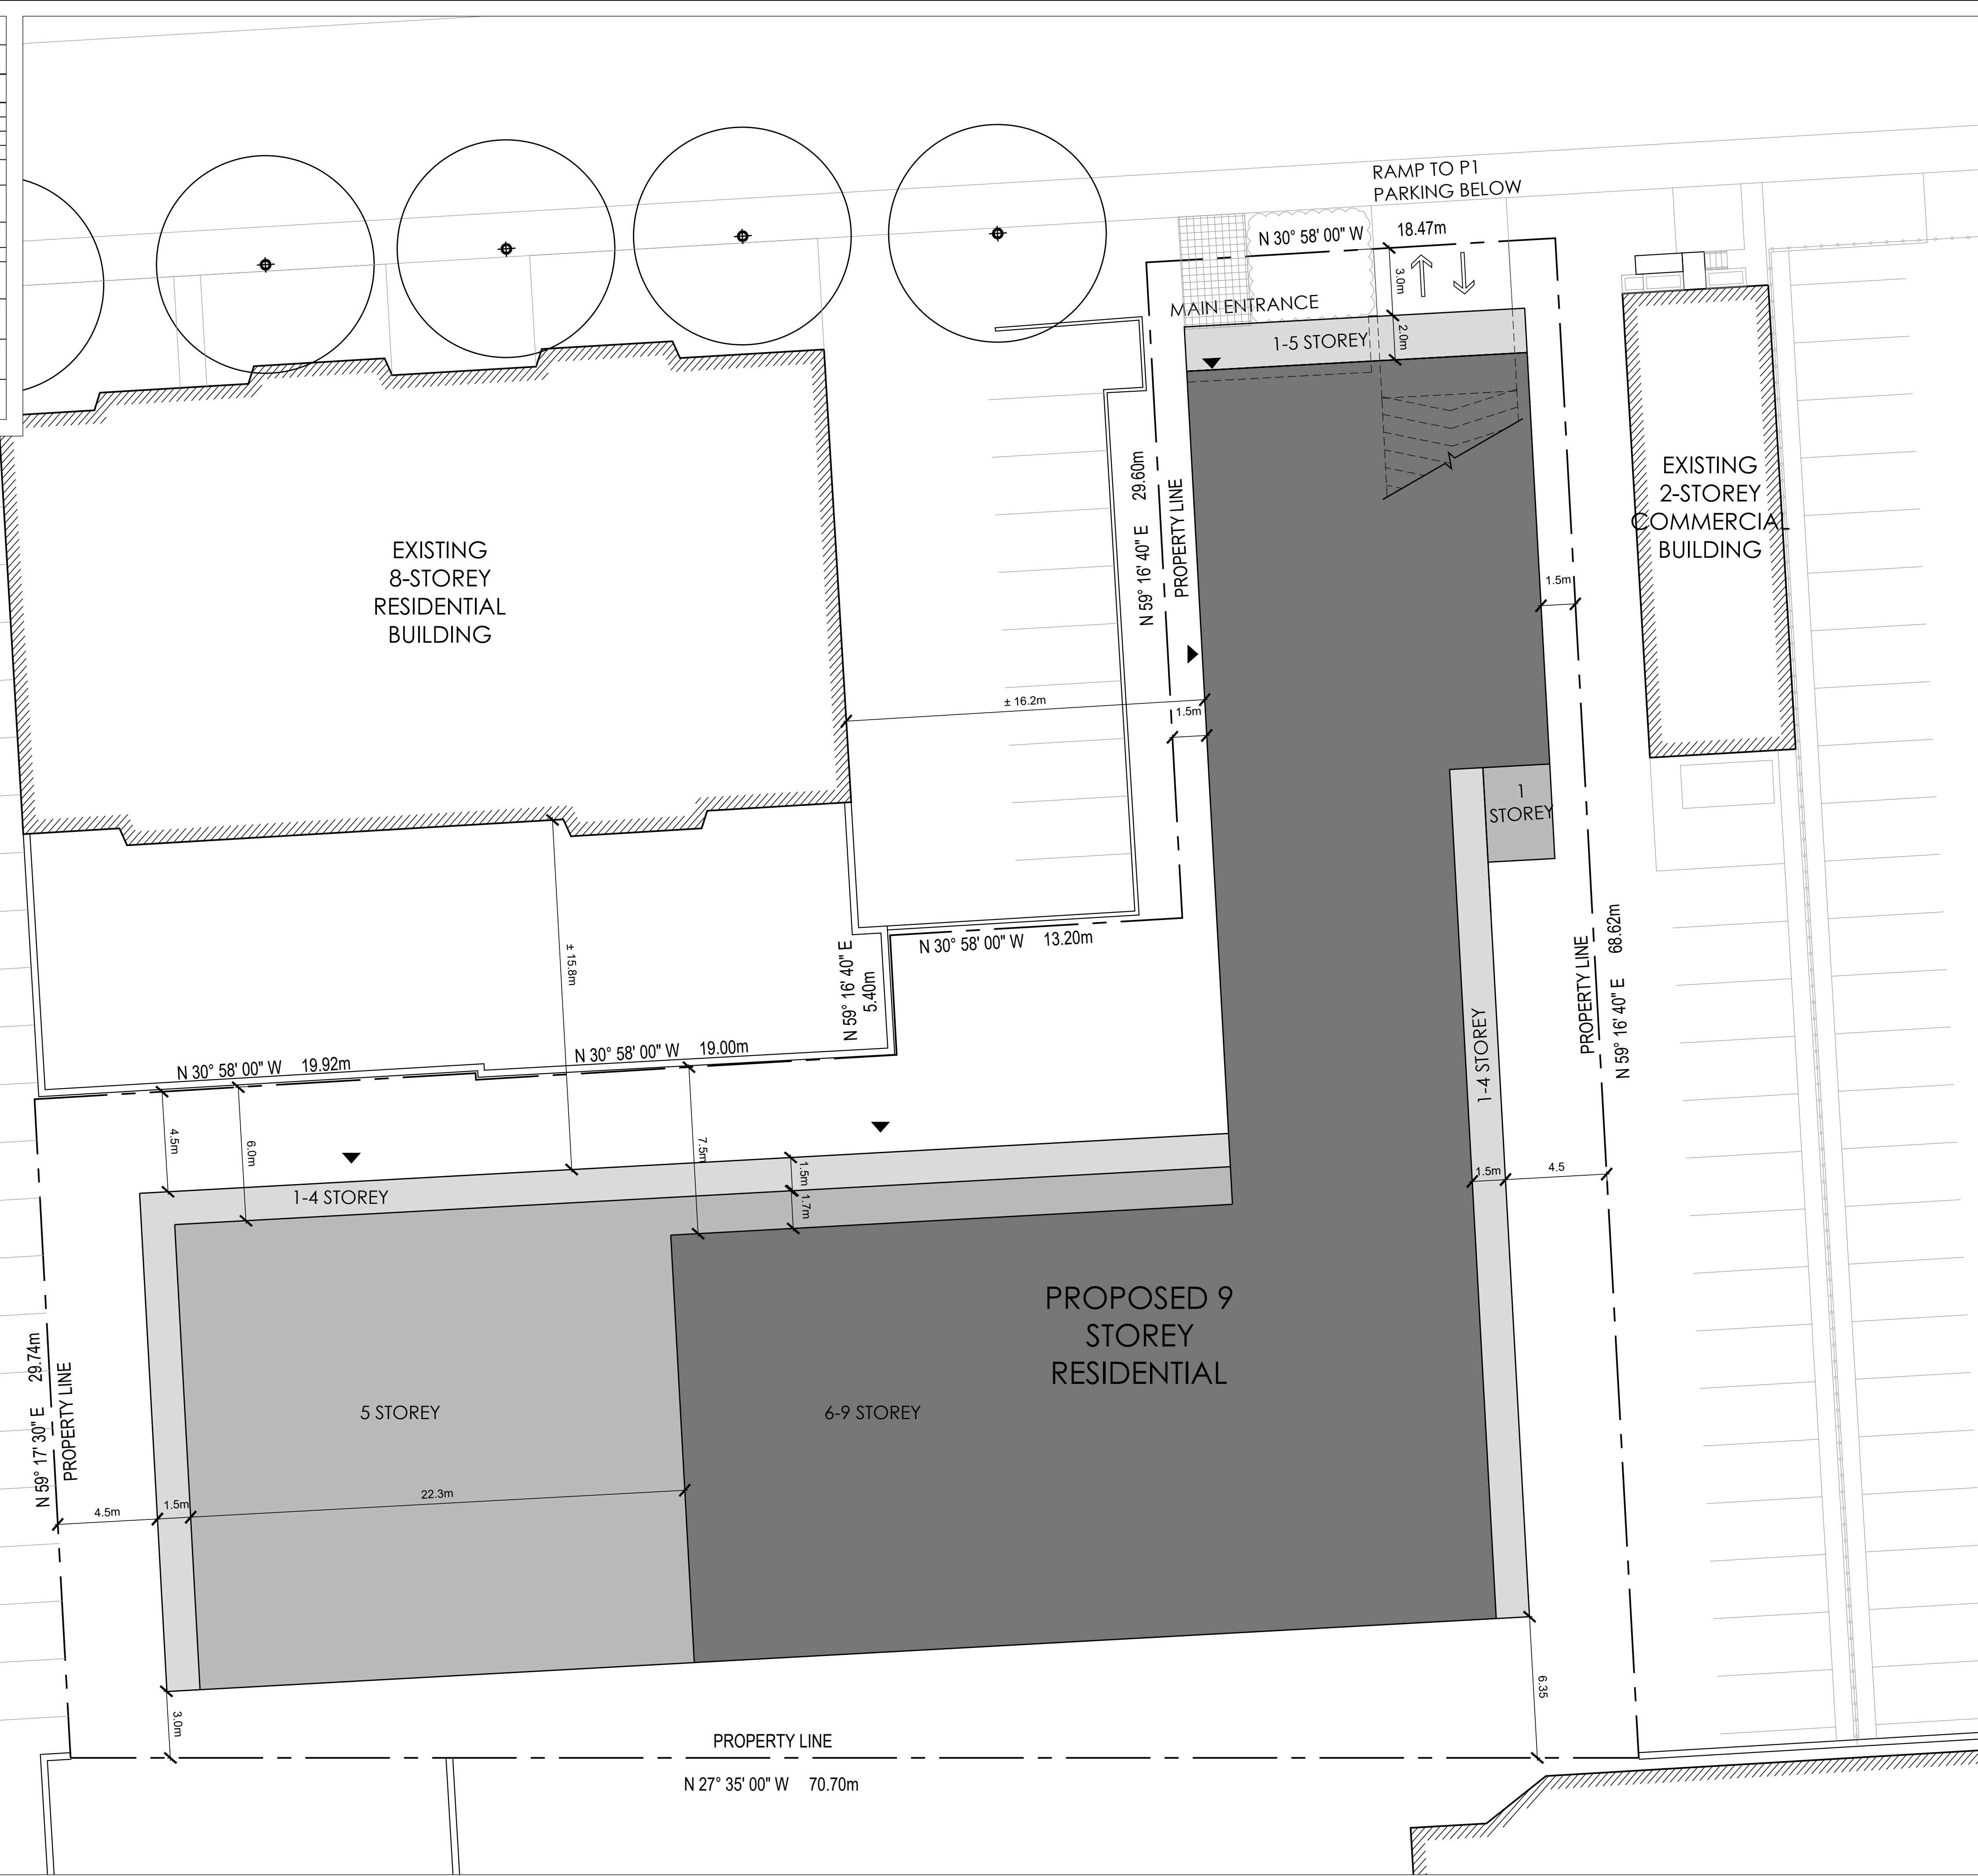 RAMP TO P1
PARKING BELOW
N 30° 58' 00" W 18.47m
3.0m
MAIN ENTRANCE
1-5 STOREY
2.0m
EXISTING
8-STOREY
RESIDENTIAL
BUILDING
EXISTING
2-STOREY
COMMERCIAL
BUILDING
N 59° 16' 40" E 29.60m
PROPERTY LINE
1.5m
± 16.2m
1.5m
1
STOREY
± 15.8m
N 59° 16' 40" E
5.40m
N 30° 58' 00" W 13.20m
PROPERTY LINE
N 59° 16' 40" E 68.62m
1-4 STOREY
N 30° 58' 00" W 19.92m
N 30° 58' 00" W 19.00m
4.5m
6.0m
7.5m
1.5m
1.7m
1-4 STOREY
1.5m
4.5
PROPOSED 9
STOREY
RESIDENTIAL
5 STOREY
6-9 STOREY
N 59° 17' 30" E 29.74m
PROPERTY LINE
4.5m
1.5m
22.3m
3.0m
6.35
PROPERTY LINE
N 27° 35' 00" W 70.70m